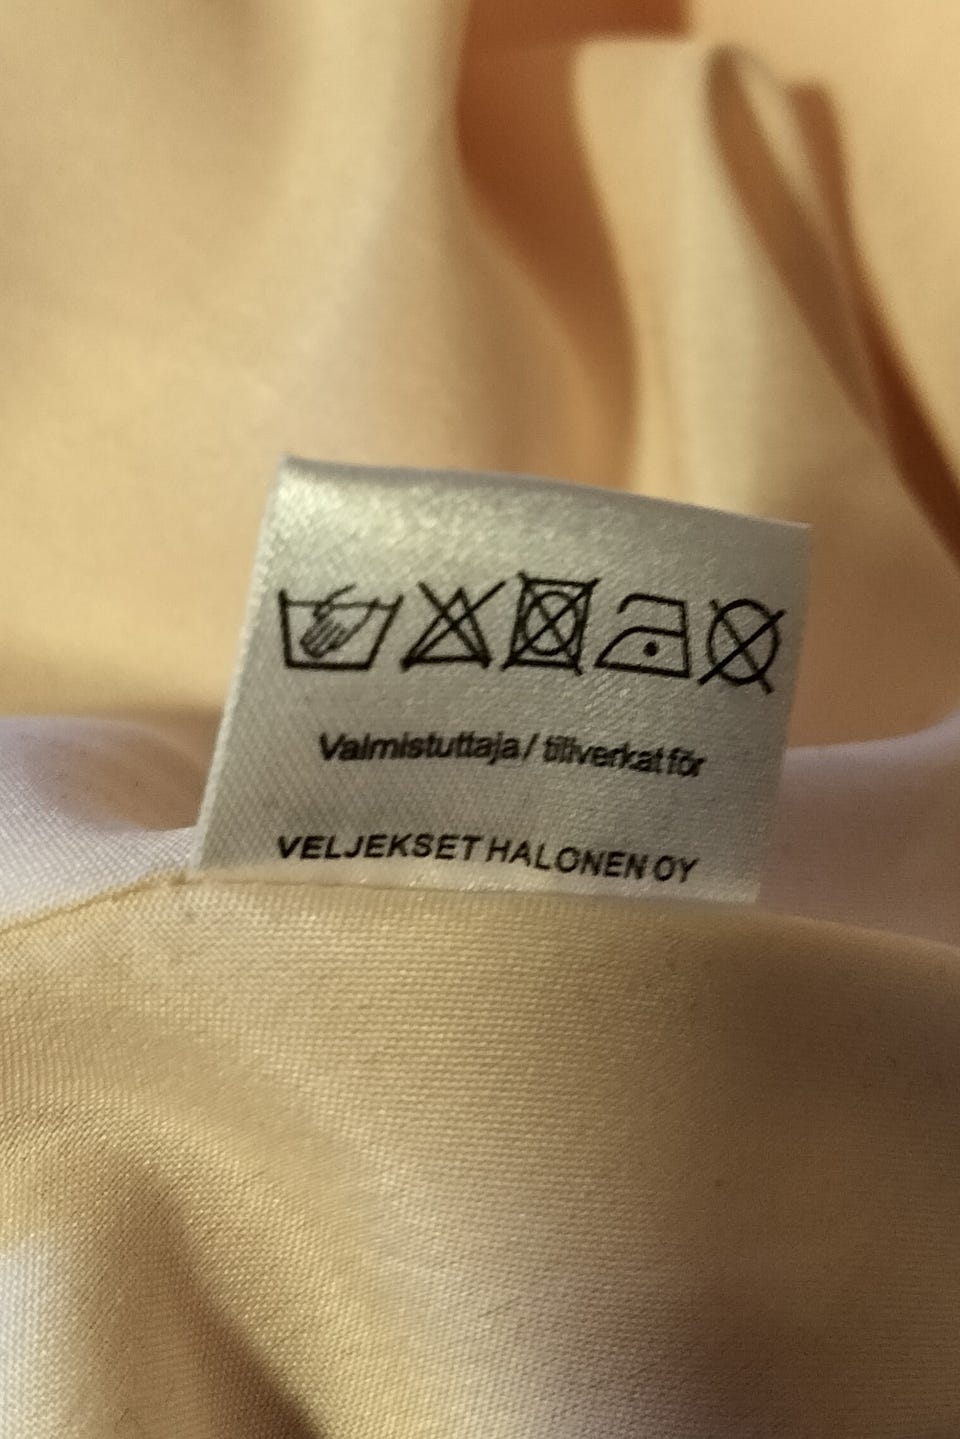 Valmistuttaja / tillverkat för
VELJEKSET HALONEN OY